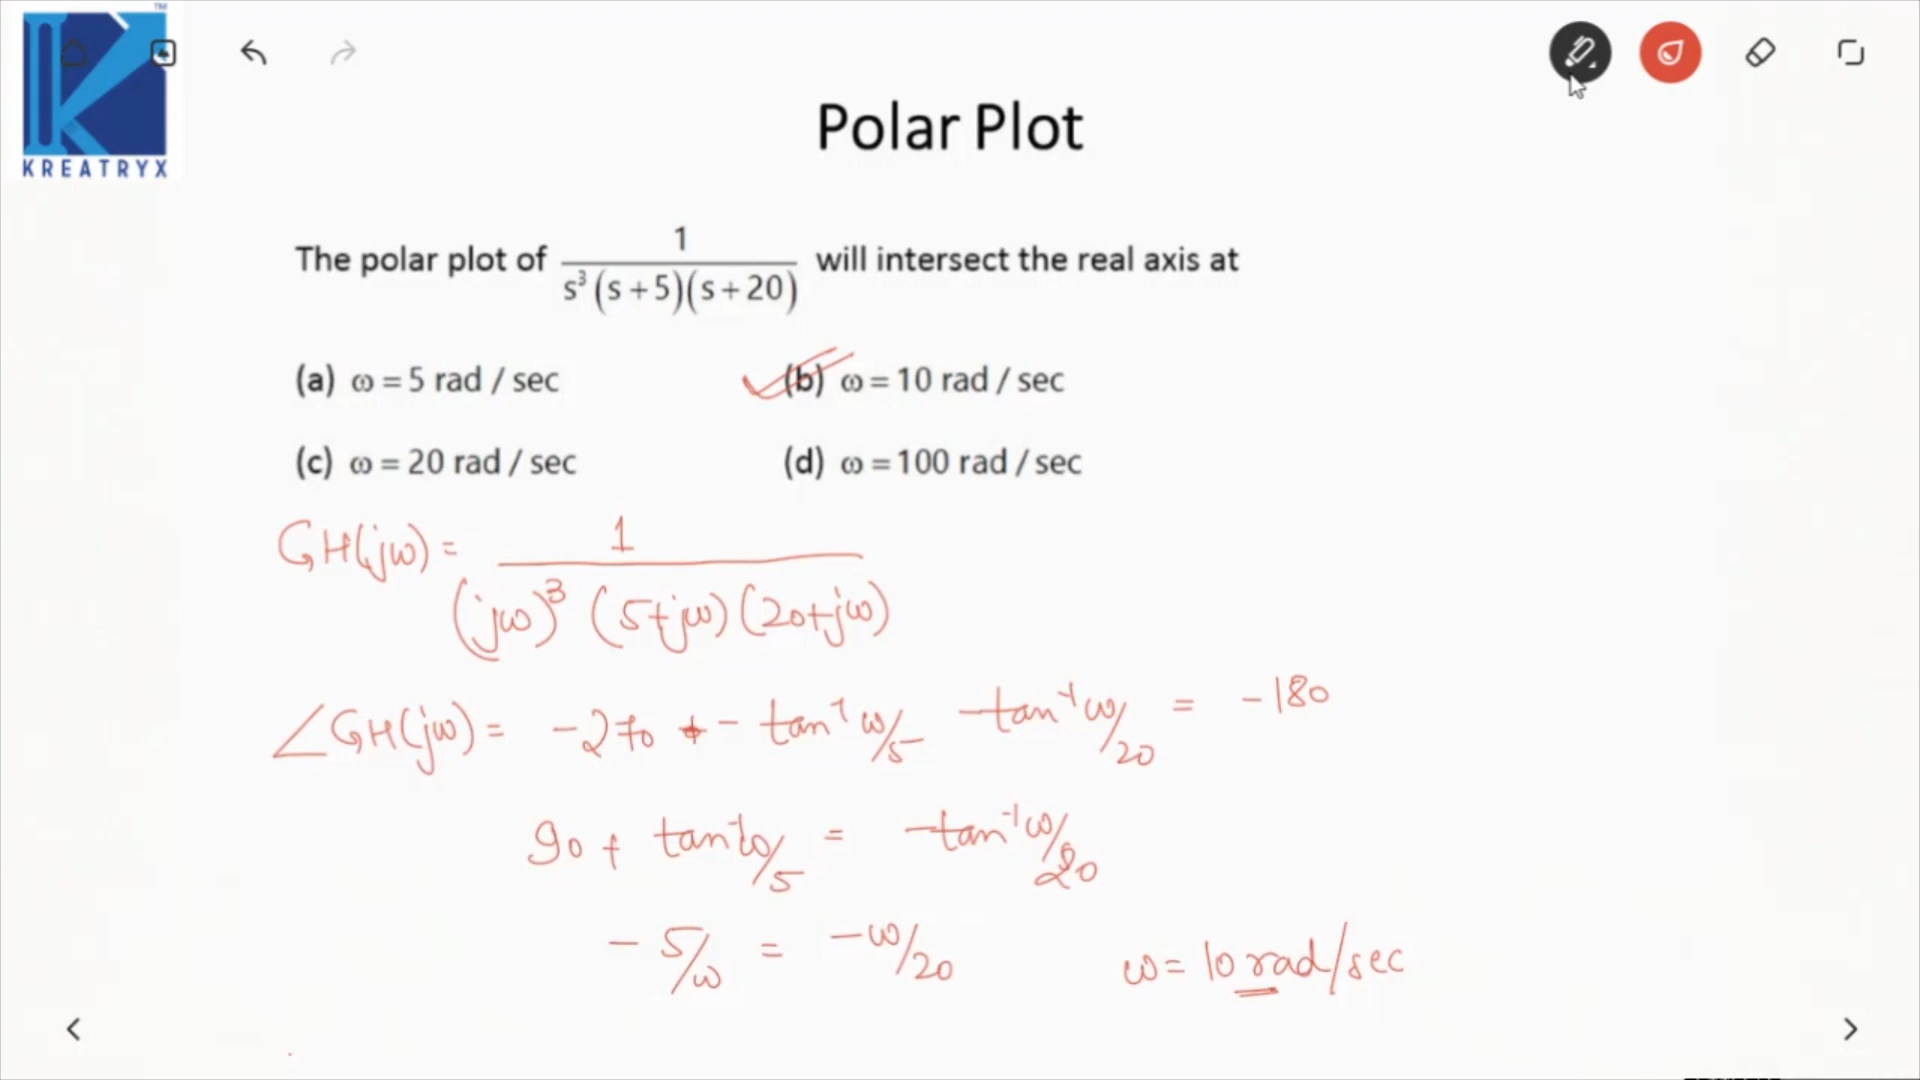 TM
KREATRYX
Polar Plot
The polar plot of 1 / s³(s+5)(s+20) will intersect the real axis at
(a) ω = 5 rad / sec
(b) ω = 10 rad / sec
(c) ω = 20 rad / sec
(d) ω = 100 rad / sec
GH(jω) = 1 / (jω)³ (5+jω)(20+jω)
∠GH(jω) = -270 - tan⁻¹ ω/5 - tan⁻¹ ω/20 = -180
90 + tan⁻¹ ω/5 = -tan⁻¹ ω/20
- 5/ω = -ω/20
ω = 10 rad/sec